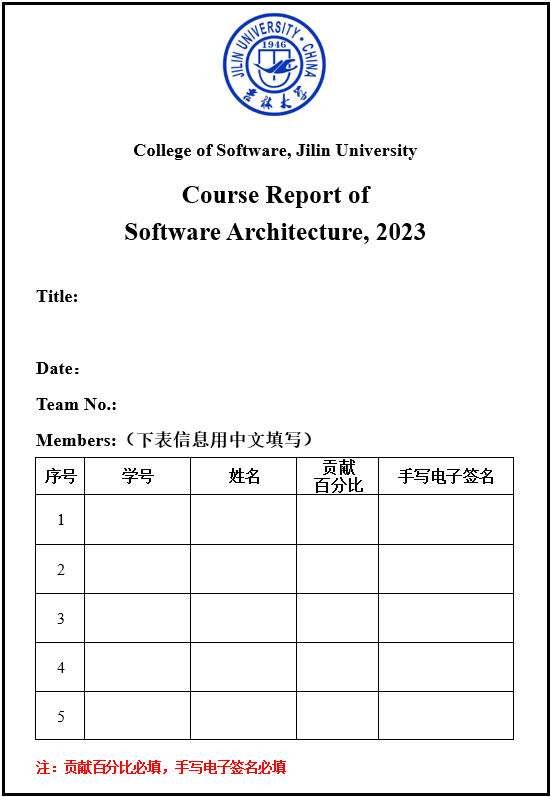 JILIN UNIVERSITY · CHINA
1946
吉林大学
College of Software, Jilin University
Course Report of
Software Architecture, 2023
Title:
Date：
Team No.:
Members:（下表信息用中文填写）
序号 学号 姓名 贡献 百分比 手写电子签名
1
2
3
4
5
注：贡献百分比必填，手写电子签名必填